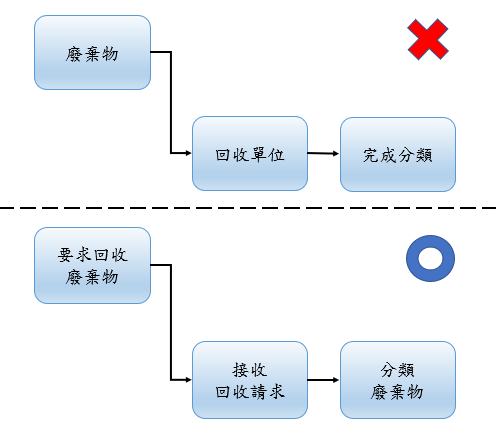 廢棄物
回收單位
完成分類
要求回收
廢棄物
接收
回收請求
分類
廢棄物